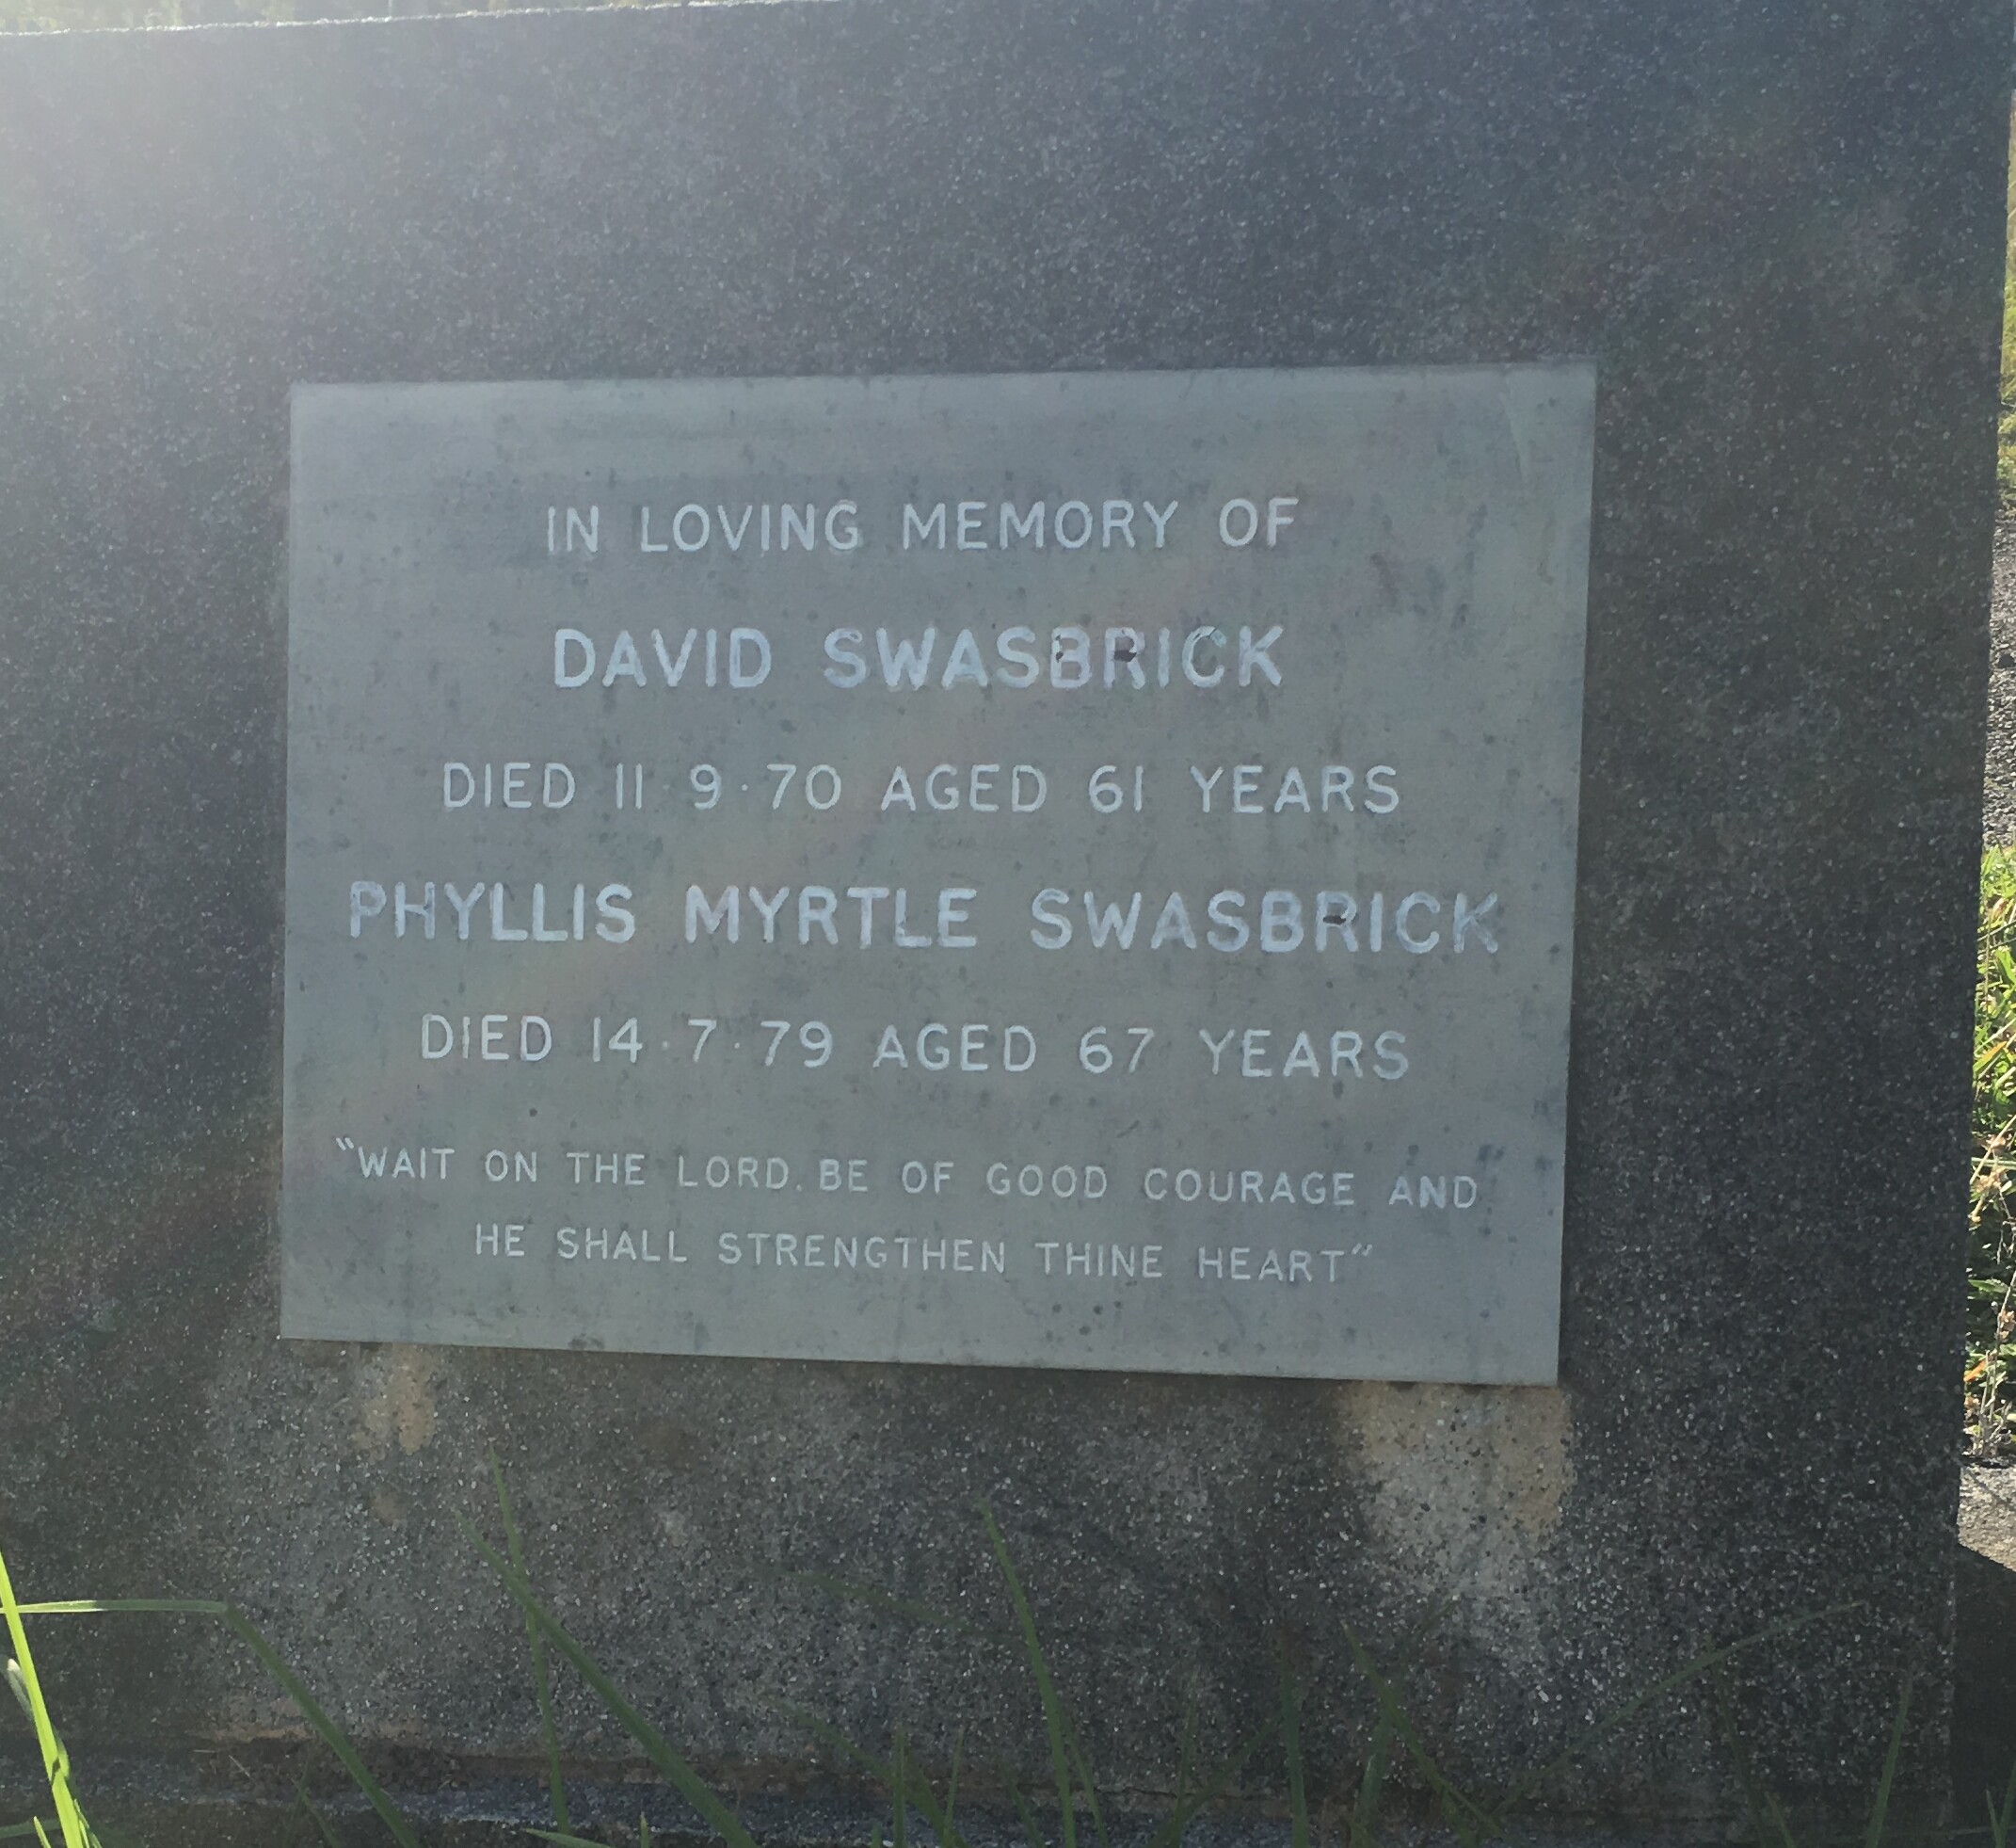 IN LOVING MEMORY OF
DAVID SWASBRICK
DIED 11·9·70 AGED 61 YEARS
PHYLLIS MYRTLE SWASBRICK
DIED 14·7·79 AGED 67 YEARS
"WAIT ON THE LORD. BE OF GOOD COURAGE AND
HE SHALL STRENGTHEN THINE HEART"